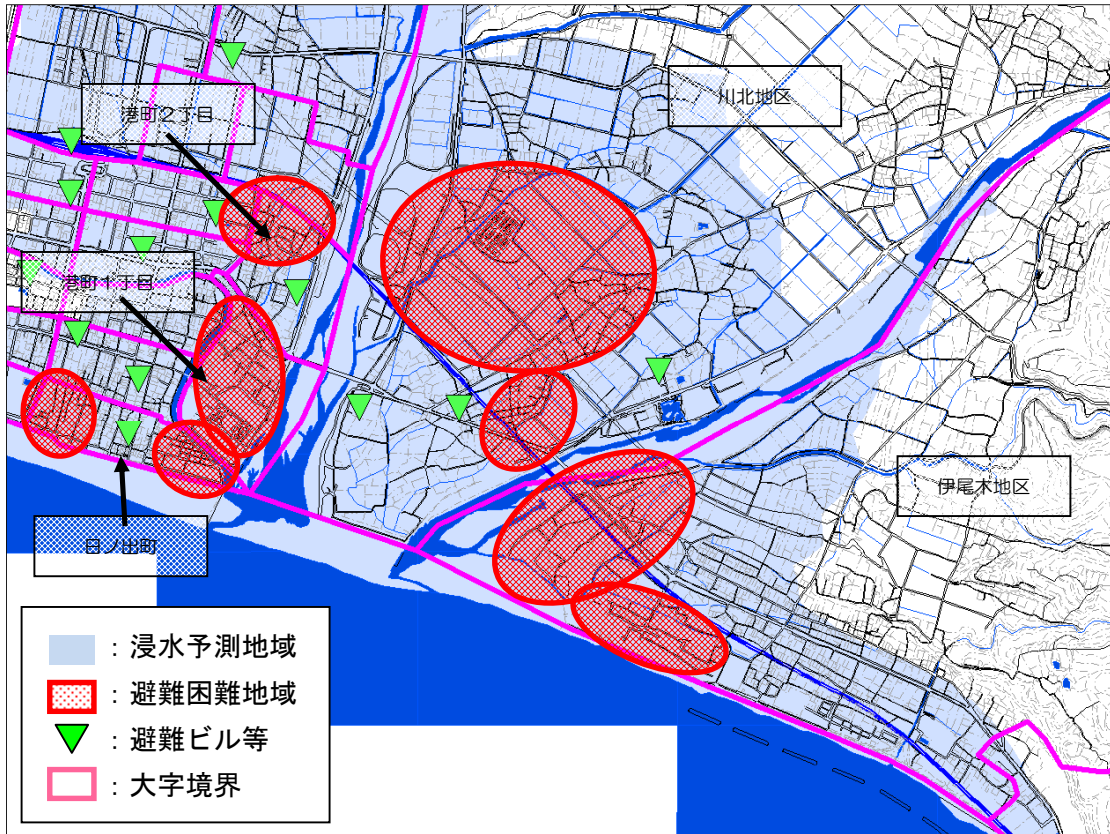 港町２丁目
川北地区
港町１丁目
伊尾木地区
日ノ出町
：浸水予測地域
：避難困難地域
：避難ビル等
：大字境界